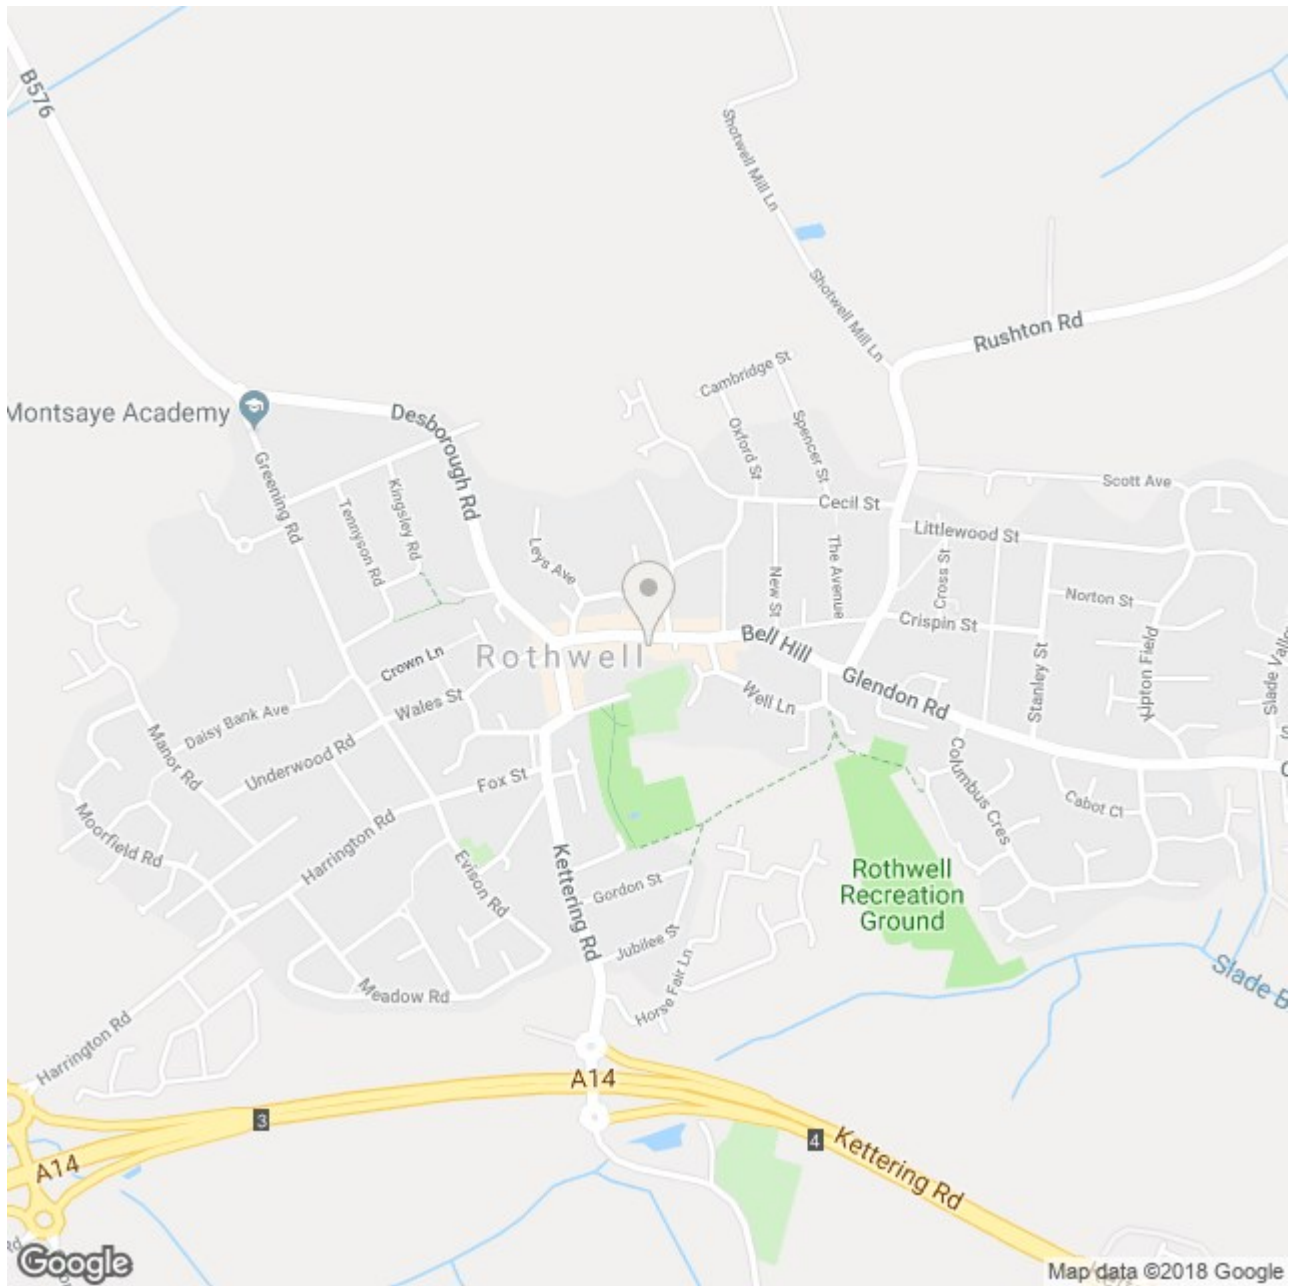 B576
Shotwell Mill Ln
Shotwell Mill Ln
Rushton Rd
Cambridge St
Montsaye Academy
Desborough Rd
Oxford St
Spencer St
Greening Rd
Kingsley Rd
Tennyson Rd
Scott Ave
Cecil St
Littlewood St
Leys Ave
The Avenue
New St
Cross St
Norton St
Crispin St
Bell Hill
Rothwell
Crown Ln
Glendon Rd
Stanley St
Kipton Field
Slade Valley
Wales St
Well Ln
Daisy Bank Ave
Manor Rd
Underwood Rd
Fox St
Columbus Cres
Cabot Cl
Moorfield Rd
Harrington Rd
Evison Rd
Kettering Rd
Gordon St
Rothwell
Recreation
Ground
Jubilee St
Horse Fair Ln
Meadow Rd
Slade B
Harrington Rd
A14
3
4
A14
Kettering Rd
Rd
Google
Map data ©2018 Google